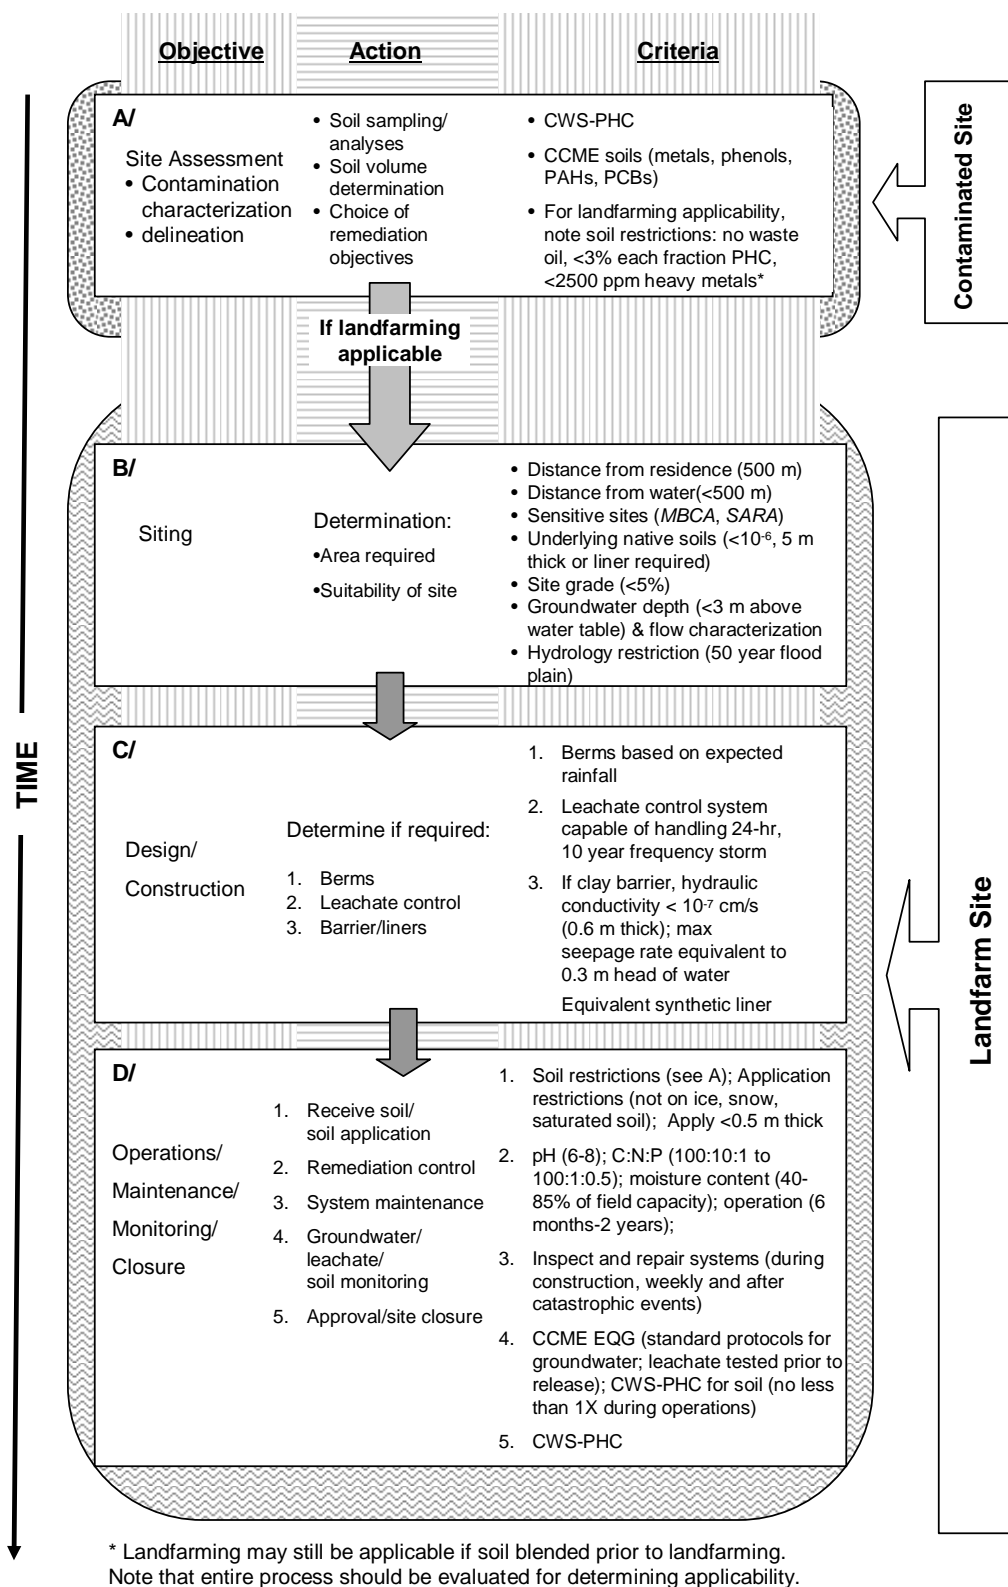 Objective
Action
Criteria
A/
Site Assessment
• Contamination
characterization
• delineation
• Soil sampling/
analyses
• Soil volume
determination
• Choice of
remediation
objectives
• CWS-PHC
• CCME soils (metals, phenols,
PAHs, PCBs)
• For landfarming applicability,
note soil restrictions: no waste
oil, <3% each fraction PHC,
<2500 ppm heavy metals*
Contaminated Site
If landfarming
applicable
B/
Siting
Determination:
•Area required
•Suitability of site
• Distance from residence (500 m)
• Distance from water(<500 m)
• Sensitive sites (MBCA, SARA)
• Underlying native soils (<10⁻⁶, 5 m
thick or liner required)
• Site grade (<5%)
• Groundwater depth (<3 m above
water table) & flow characterization
• Hydrology restriction (50 year flood
plain)
TIME
C/
Design/
Construction
Determine if required:
1. Berms
2. Leachate control
3. Barrier/liners
1. Berms based on expected
rainfall
2. Leachate control system
capable of handling 24-hr,
10 year frequency storm
3. If clay barrier, hydraulic
conductivity < 10⁻⁷ cm/s
(0.6 m thick); max
seepage rate equivalent to
0.3 m head of water
Equivalent synthetic liner
Landfarm Site
D/
Operations/
Maintenance/
Monitoring/
Closure
1. Receive soil/
soil application
2. Remediation control
3. System maintenance
4. Groundwater/
leachate/
soil monitoring
5. Approval/site closure
1. Soil restrictions (see A); Application
restrictions (not on ice, snow,
saturated soil); Apply <0.5 m thick
2. pH (6-8); C:N:P (100:10:1 to
100:1:0.5); moisture content (40-
85% of field capacity); operation (6
months-2 years);
3. Inspect and repair systems (during
construction, weekly and after
catastrophic events)
4. CCME EQG (standard protocols for
groundwater; leachate tested prior to
release); CWS-PHC for soil (no less
than 1X during operations)
5. CWS-PHC
* Landfarming may still be applicable if soil blended prior to landfarming.
Note that entire process should be evaluated for determining applicability.